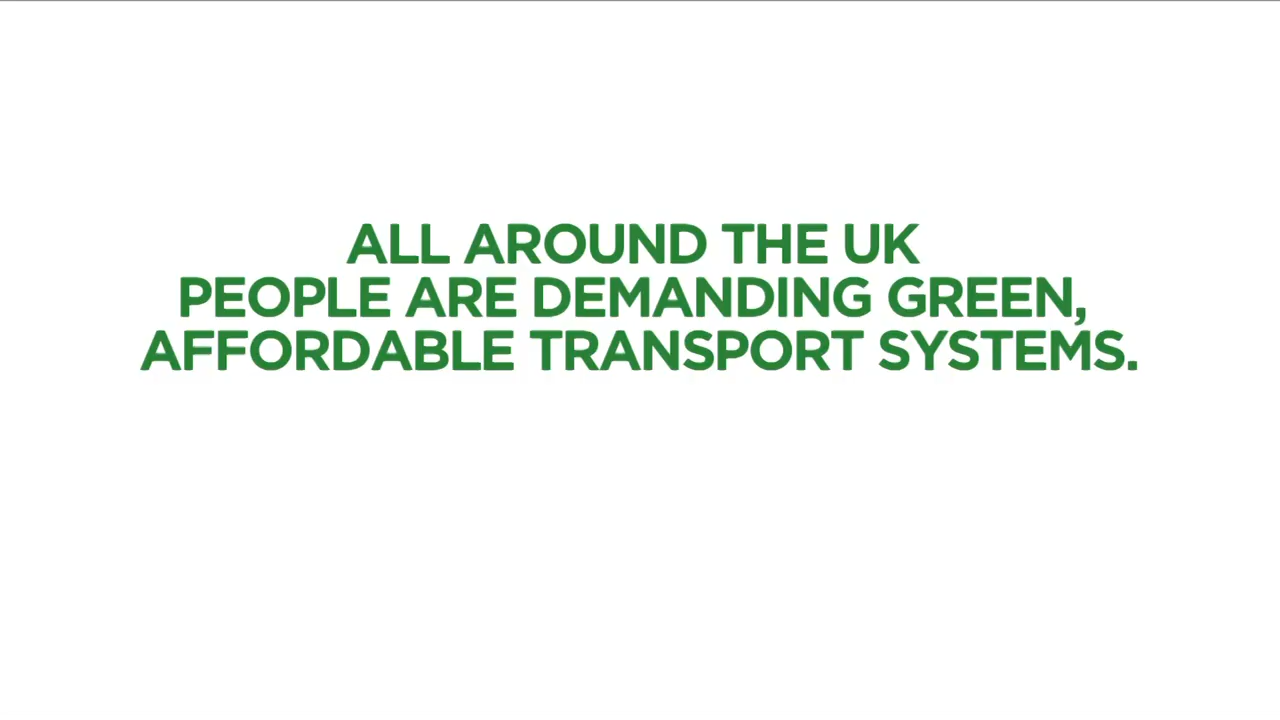 ALL AROUND THE UK
PEOPLE ARE DEMANDING GREEN,
AFFORDABLE TRANSPORT SYSTEMS.